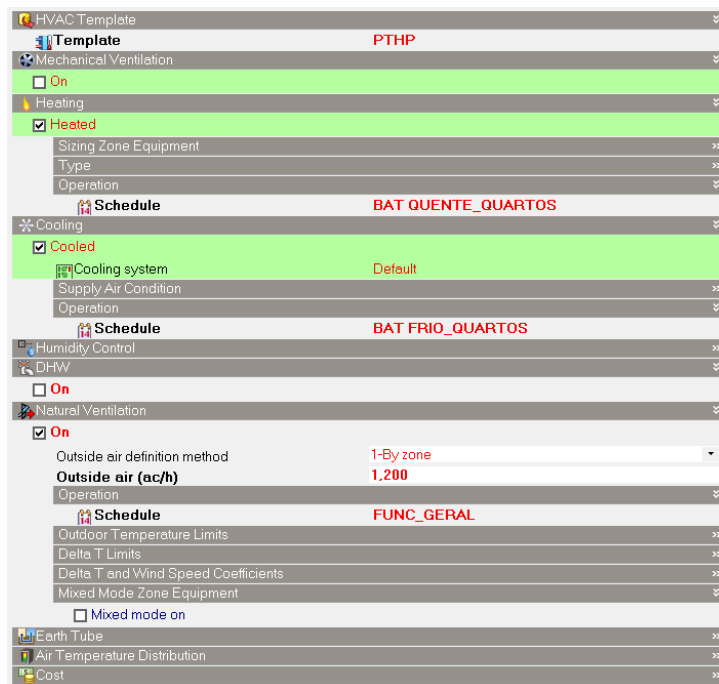 HVAC Template
Template PTHP
Mechanical Ventilation
On
Heating
Heated
Sizing Zone Equipment
Type
Operation
14 Schedule BAT QUENTE_QUARTOS
Cooling
Cooled
Cooling system Default
Supply Air Condition
Operation
14 Schedule BAT FRIO_QUARTOS
Humidity Control
DHW
On
Natural Ventilation
On
Outside air definition method 1-By zone
Outside air (ac/h) 1,200
Operation
14 Schedule FUNC_GERAL
Outdoor Temperature Limits
Delta T Limits
Delta T and Wind Speed Coefficients
Mixed Mode Zone Equipment
Mixed mode on
Earth Tube
Air Temperature Distribution
Cost